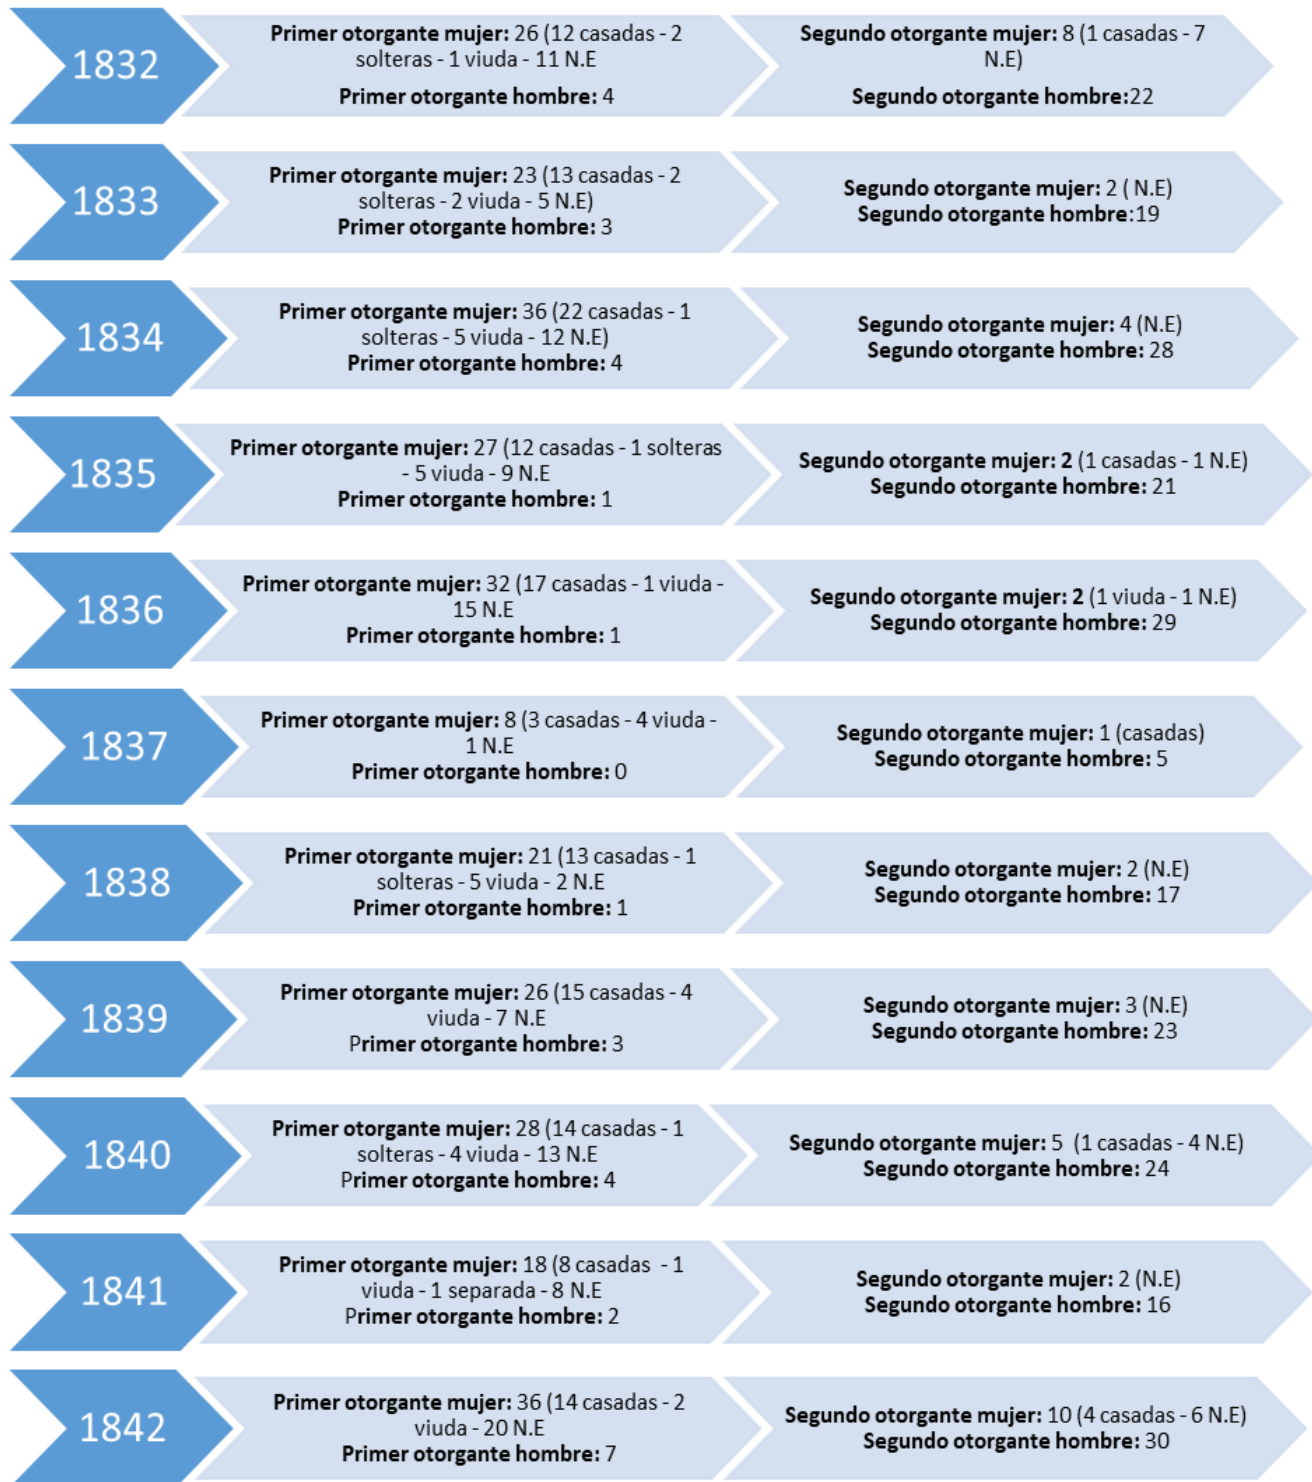 1832
Primer otorgante mujer: 26 (12 casadas - 2
solteras - 1 viuda - 11 N.E
Primer otorgante hombre: 4
Segundo otorgante mujer: 8 (1 casadas - 7
N.E)
Segundo otorgante hombre:22
1833
Primer otorgante mujer: 23 (13 casadas - 2
solteras - 2 viuda - 5 N.E)
Primer otorgante hombre: 3
Segundo otorgante mujer: 2 ( N.E)
Segundo otorgante hombre:19
1834
Primer otorgante mujer: 36 (22 casadas - 1
solteras - 5 viuda - 12 N.E)
Primer otorgante hombre: 4
Segundo otorgante mujer: 4 (N.E)
Segundo otorgante hombre: 28
1835
Primer otorgante mujer: 27 (12 casadas - 1 solteras
- 5 viuda - 9 N.E
Primer otorgante hombre: 1
Segundo otorgante mujer: 2 (1 casadas - 1 N.E)
Segundo otorgante hombre: 21
1836
Primer otorgante mujer: 32 (17 casadas - 1 viuda -
15 N.E
Primer otorgante hombre: 1
Segundo otorgante mujer: 2 (1 viuda - 1 N.E)
Segundo otorgante hombre: 29
1837
Primer otorgante mujer: 8 (3 casadas - 4 viuda -
1 N.E
Primer otorgante hombre: 0
Segundo otorgante mujer: 1 (casadas)
Segundo otorgante hombre: 5
1838
Primer otorgante mujer: 21 (13 casadas - 1
solteras - 5 viuda - 2 N.E
Primer otorgante hombre: 1
Segundo otorgante mujer: 2 (N.E)
Segundo otorgante hombre: 17
1839
Primer otorgante mujer: 26 (15 casadas - 4
viuda - 7 N.E
Primer otorgante hombre: 3
Segundo otorgante mujer: 3 (N.E)
Segundo otorgante hombre: 23
1840
Primer otorgante mujer: 28 (14 casadas - 1
solteras - 4 viuda - 13 N.E
Primer otorgante hombre: 4
Segundo otorgante mujer: 5 (1 casadas - 4 N.E)
Segundo otorgante hombre: 24
1841
Primer otorgante mujer: 18 (8 casadas - 1
viuda - 1 separada - 8 N.E
Primer otorgante hombre: 2
Segundo otorgante mujer: 2 (N.E)
Segundo otorgante hombre: 16
1842
Primer otorgante mujer: 36 (14 casadas - 2
viuda - 20 N.E
Primer otorgante hombre: 7
Segundo otorgante mujer: 10 (4 casadas - 6 N.E)
Segundo otorgante hombre: 30